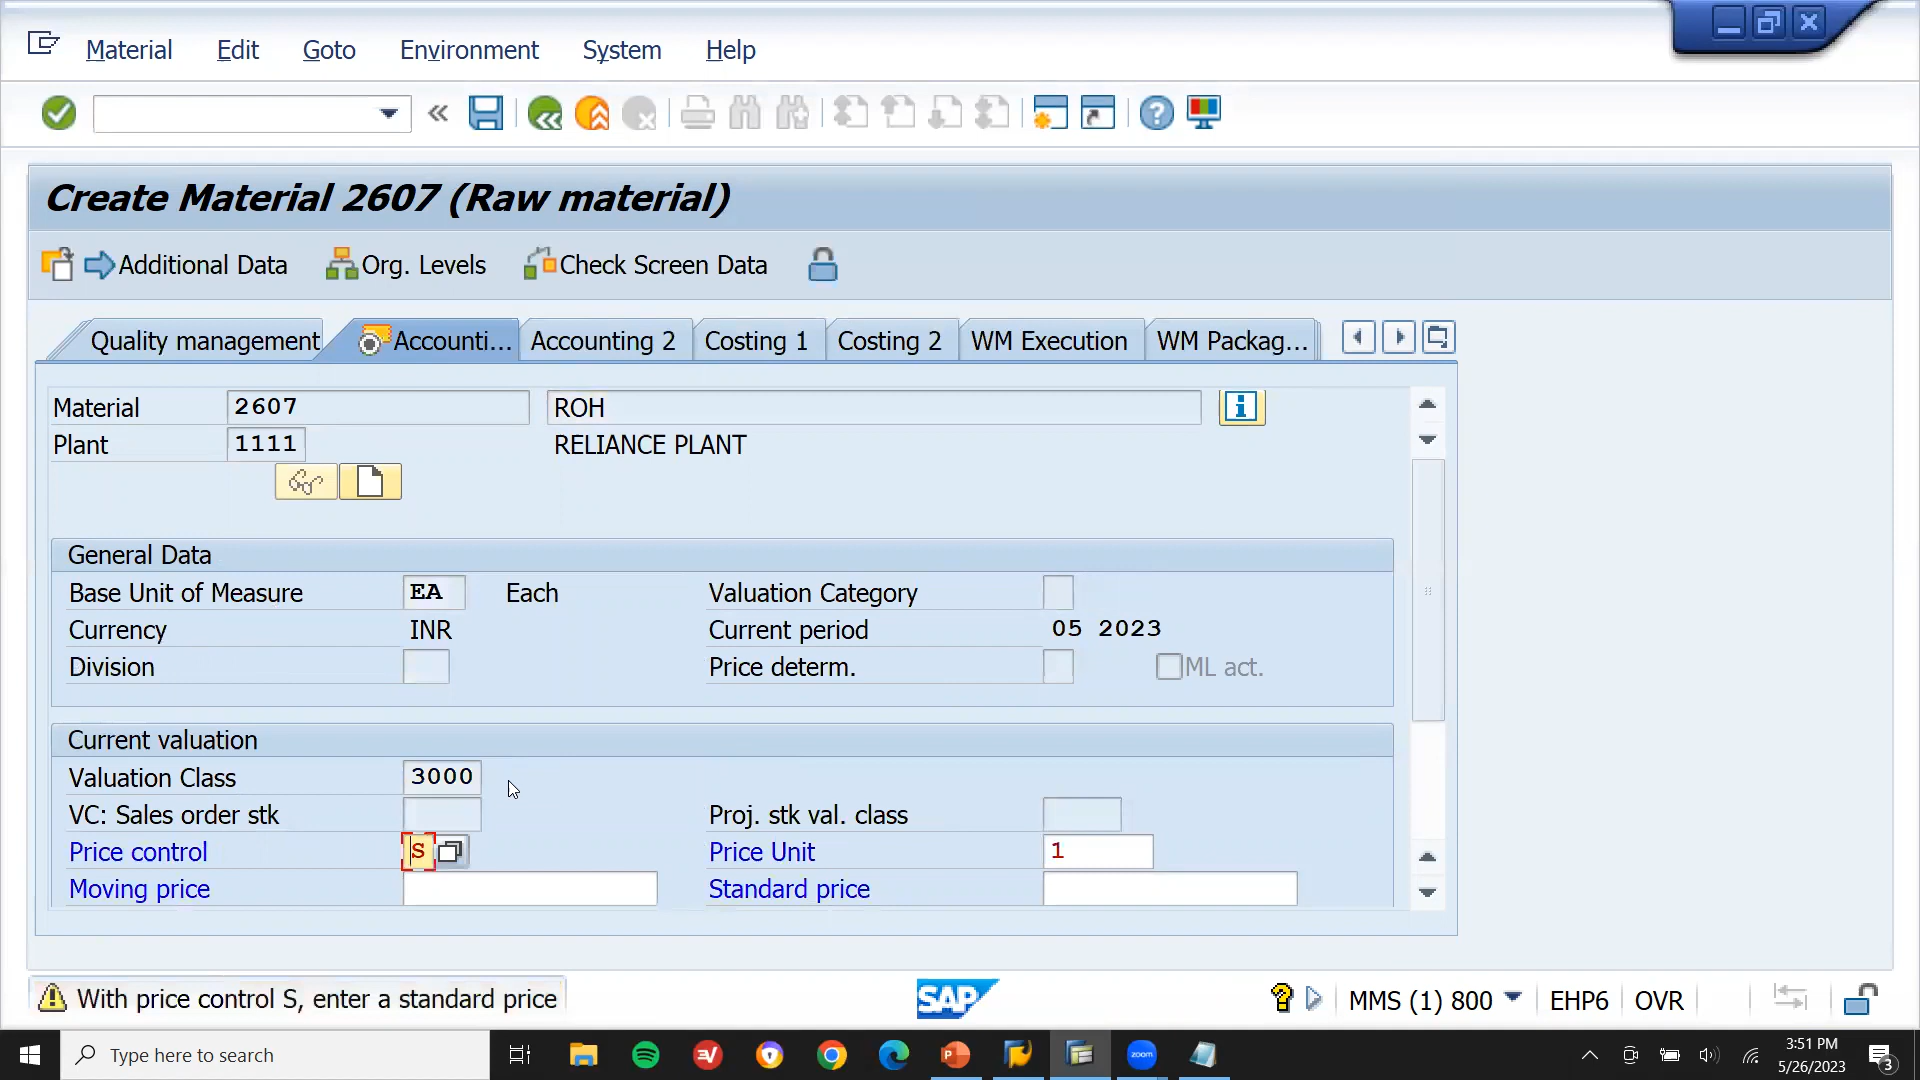 Material Edit Goto Environment System Help
Create Material 2607 (Raw material)
Additional Data Org. Levels Check Screen Data
Quality management Accounti... Accounting 2 Costing 1 Costing 2 WM Execution WM Packag...
Material 2607 ROH
Plant 1111 RELIANCE PLANT
General Data
Base Unit of Measure EA Each Valuation Category
Currency INR Current period 05 2023
Division Price determ. ML act.
Current valuation
Valuation Class 3000
VC: Sales order stk Proj. stk val. class
Price control S Price Unit 1
Moving price Standard price
With price control S, enter a standard price SAP MMS (1) 800 EHP6 OVR
Type here to search zoom 3:51 PM
5/26/2023 3